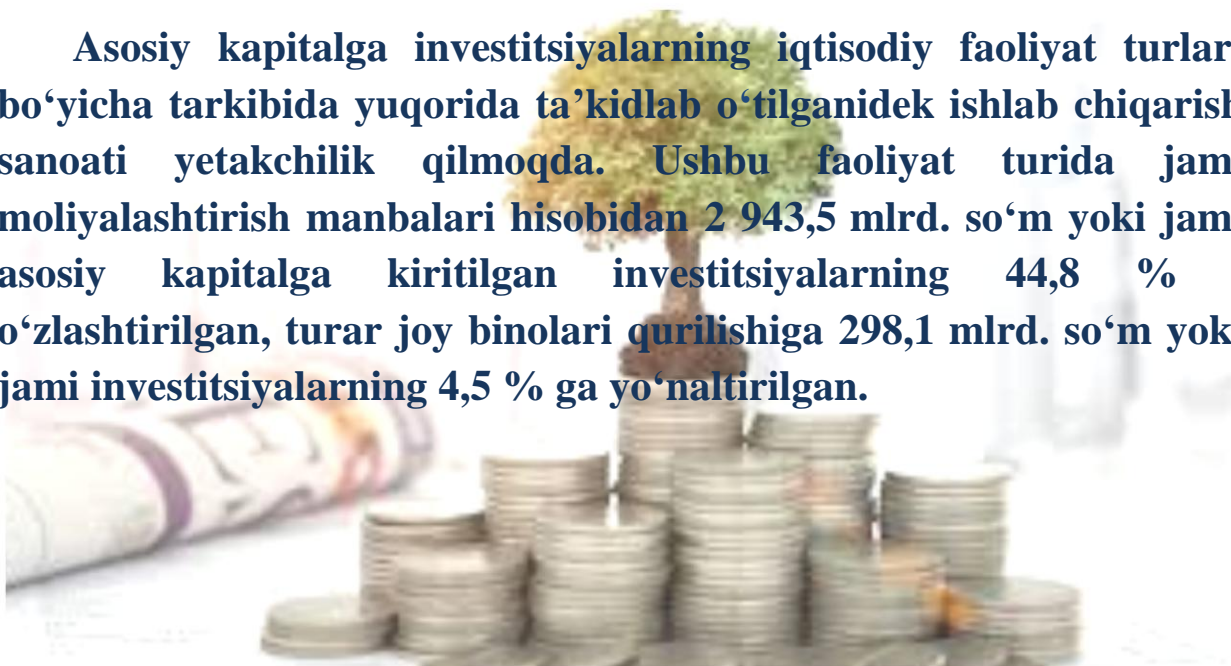 Asosiy kapitalga investitsiyalarning iqtisodiy faoliyat turlar
bo‘yicha tarkibida yuqorida ta’kidlab o‘tilganidek ishlab chiqarish
sanoati yetakchilik qilmoqda. Ushbu faoliyat turida jam
moliyalashtirish manbalari hisobidan 2 943,5 mlrd. so‘m yoki jam
asosiy kapitalga kiritilgan investitsiyalarning 44,8 %
o‘zlashtirilgan, turar joy binolari qurilishiga 298,1 mlrd. so‘m yok
jami investitsiyalarning 4,5 % ga yo‘naltirilgan.